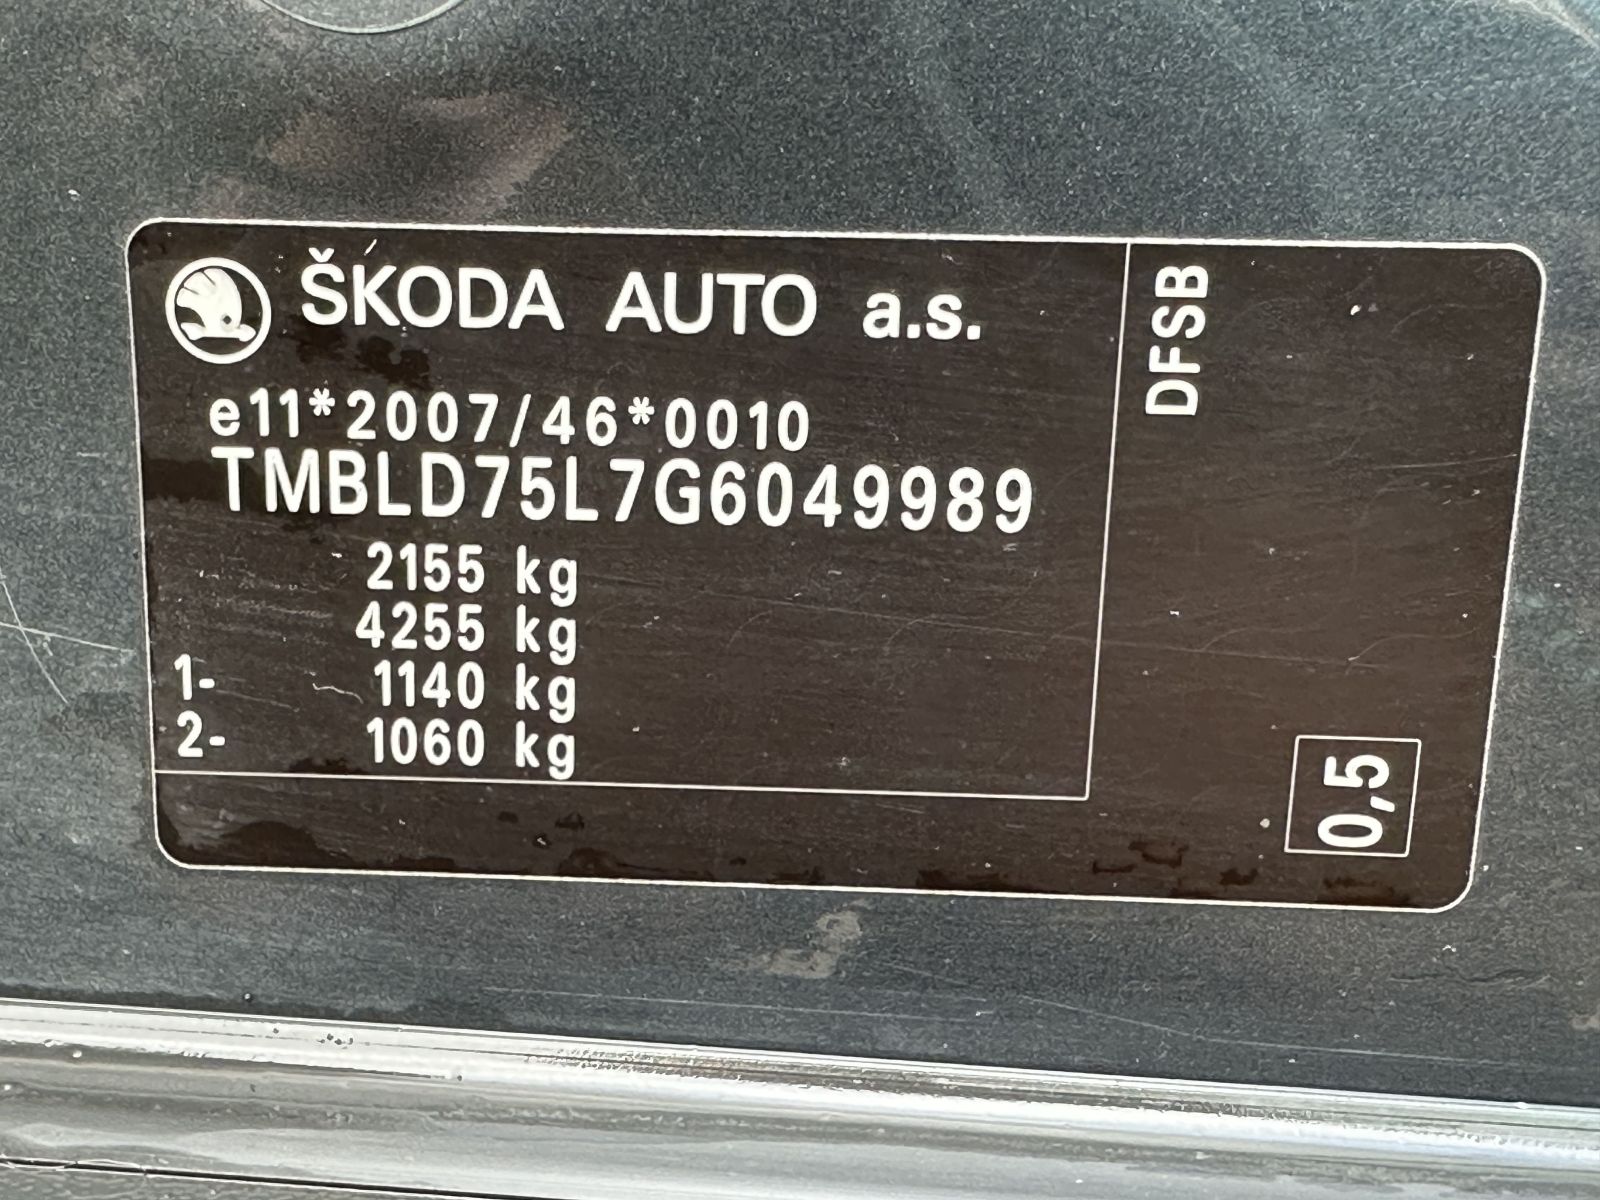 ŠKODA AUTO a.s.
e11*2007/46*0010
TMBLD75L7G6049989
2155 kg
4255 kg
1- 1140 kg
2- 1060 kg
DFSB
0,5